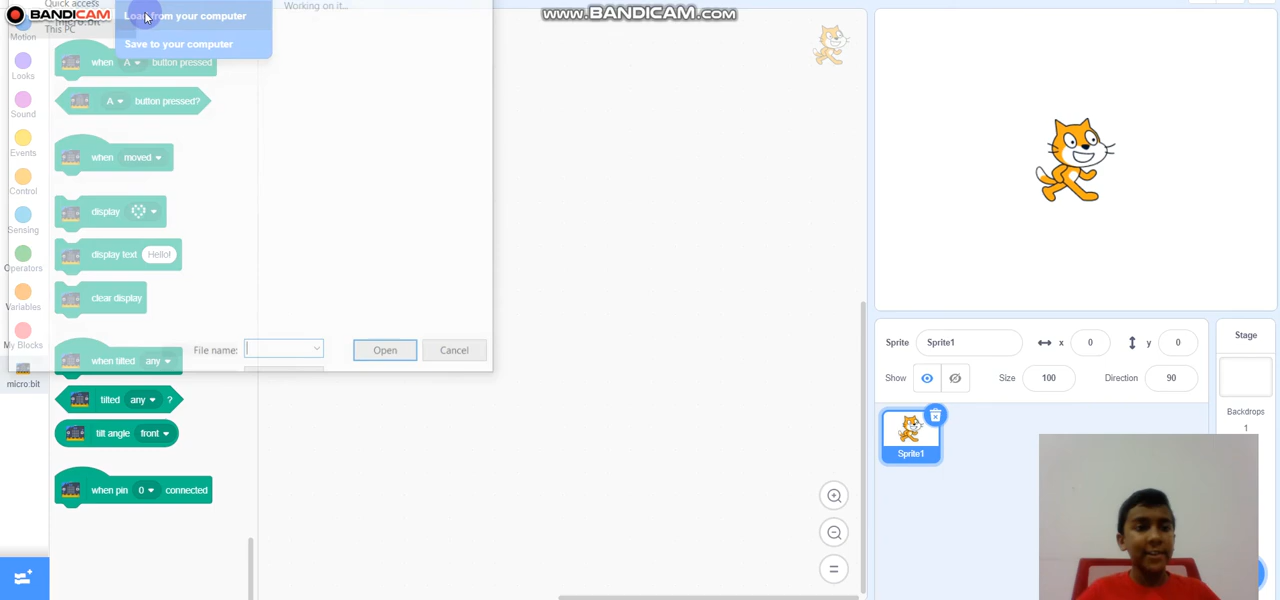 Quick access
Working on it...
BANDICAM
www.BANDICAM.com
This PC
Load from your computer
Save to your computer
Motion
Looks
Sound
Events
Control
Sensing
Operators
Variables
My Blocks
micro:bit
when A button pressed
A button pressed?
when moved
display
display text Hello!
clear display
when tilted any
tilted any ?
tilt angle front
when pin 0 connected
File name:
Open
Cancel
Sprite Sprite1 x 0 y 0
Show Size 100 Direction 90
Sprite1
Stage
Backdrops
1